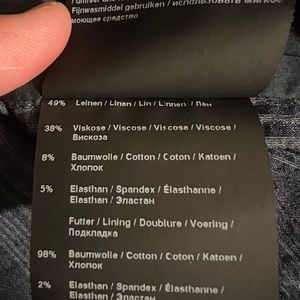 Fijnwasmiddel gebruiken / использовать мягкое
моющее средство
49% Leinen / Linen / Lin / Linnen / Лен
38% Viskose / Viscose / Viscose / Viscose /
Вискоза
8% Baumwolle / Cotton / Coton / Katoen /
Хлопок
5% Elasthan / Spandex / Élasthanne /
Elasthan / Эластан
Futter / Lining / Doublure / Voering /
Подкладка
98% Baumwolle / Cotton / Coton / Katoen /
Хлопок
2% Elasthan / Spandex / Élasthanne /
Elasthan / Эластан